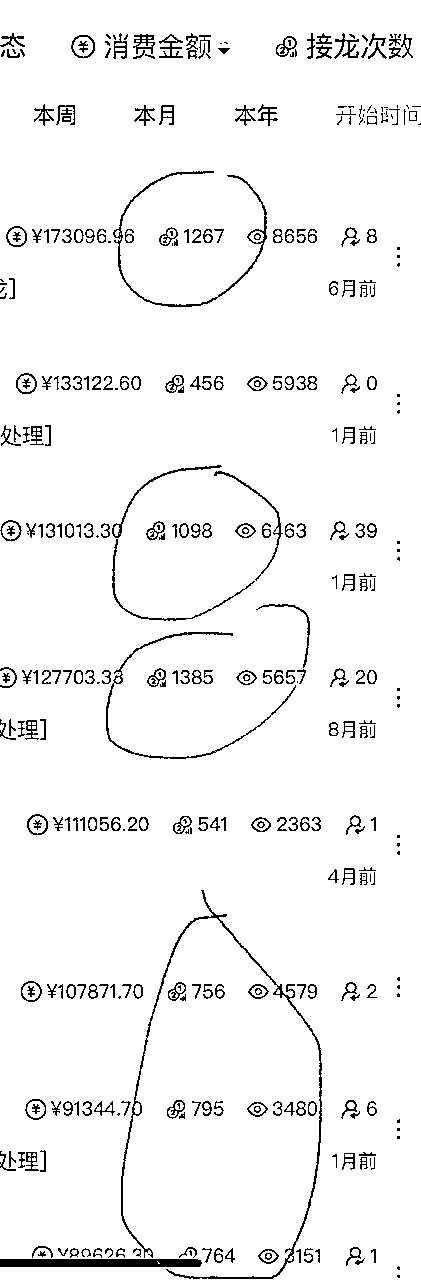 态 消费金额 接龙次数
本周 本月 本年 开始时间
¥173096.96 1267 8656 8
龙]
6月前
¥133122.60 456 5938 0
处理] 1月前
¥131013.30 1098 6463 39
1月前
¥127703.33 1385 5657 20
处理] 8月前
¥111056.20 541 2363 1
4月前
¥107871.70 756 4579 2
¥91344.70 795 3480 6
处理] 1月前
¥89626.30 764 3151 1